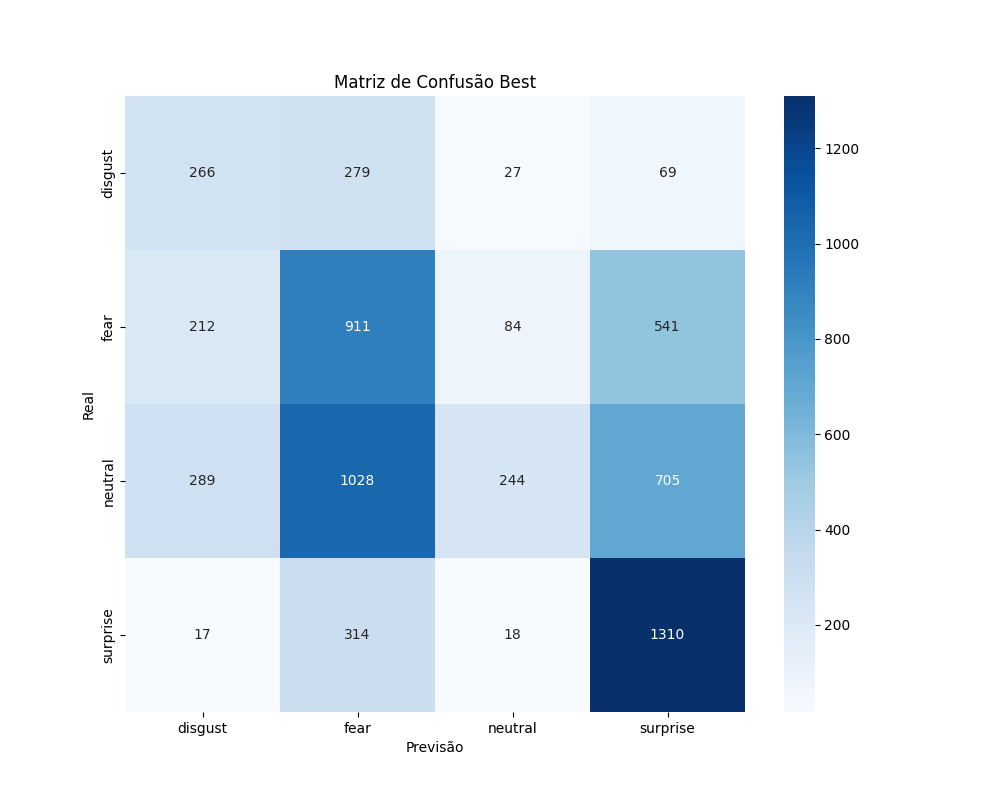 Matriz de Confusão Best
disgust 266 279 27 69
fear 212 911 84 541
neutral 289 1028 244 705
surprise 17 314 18 1310
disgust fear neutral surprise
Previsão
Real
1200
1000
800
600
400
200